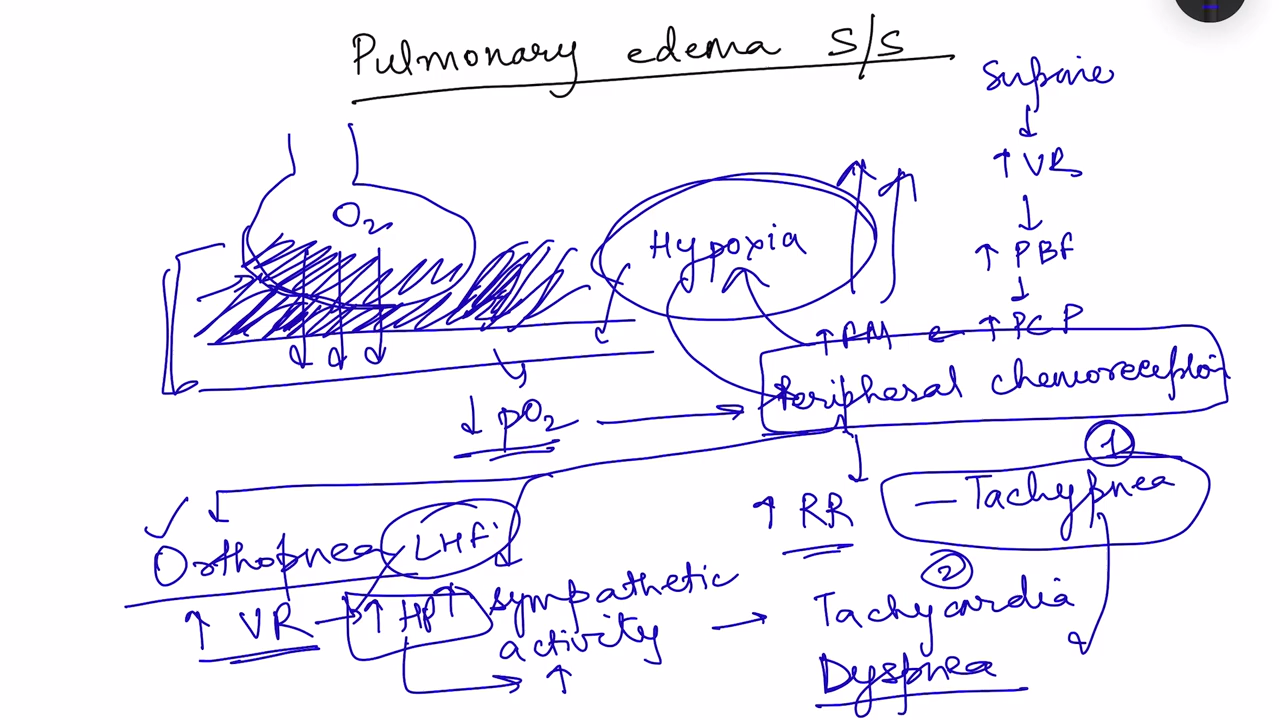 Pulmonary edema S/S
Supine
↓
↑ VR
↓
↑ PBF
↓
↑ PCP
O₂
Hypoxia
Peripheral chemoreceptor
↓ pO₂
↑ RR
1
– Tachypnea
✓ Orthopnea LHF
↑ VR → ↑ HP ↑
sympathetic
activity → 
↑
2
Tachycardia
Dyspnea